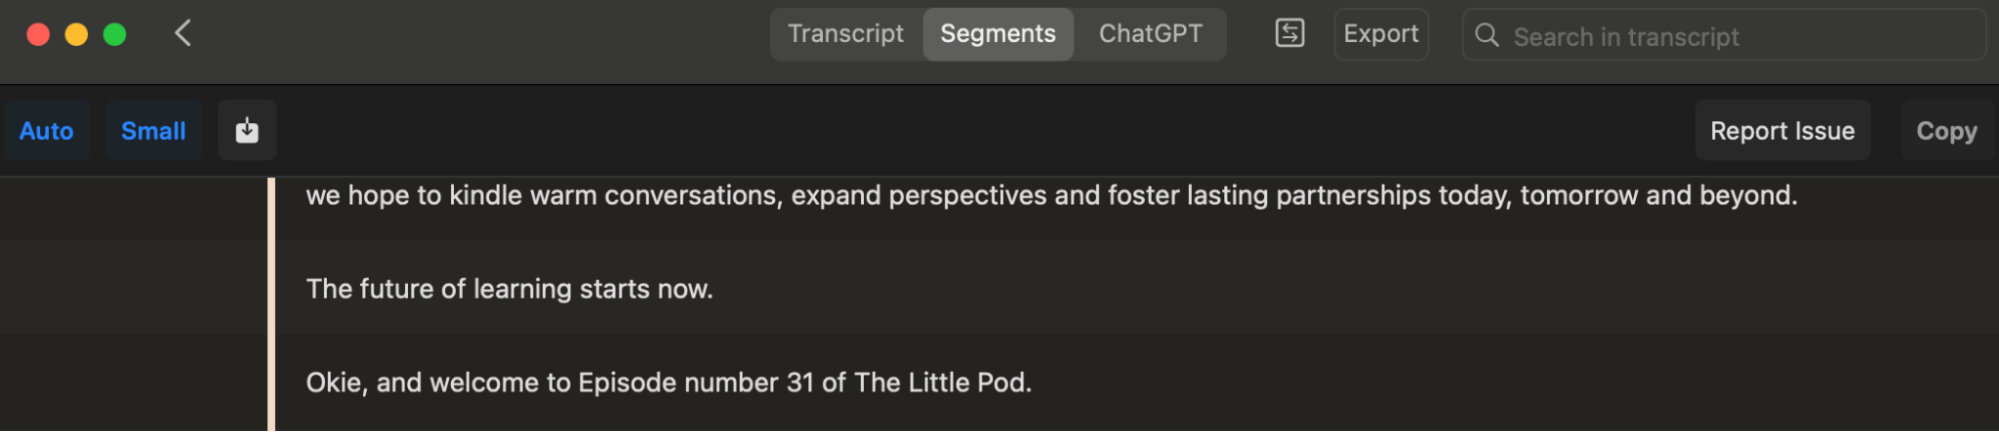 Transcript Segments ChatGPT Export Search in transcript
Auto Small Report Issue Copy
we hope to kindle warm conversations, expand perspectives and foster lasting partnerships today, tomorrow and beyond.
The future of learning starts now.
Okie, and welcome to Episode number 31 of The Little Pod.